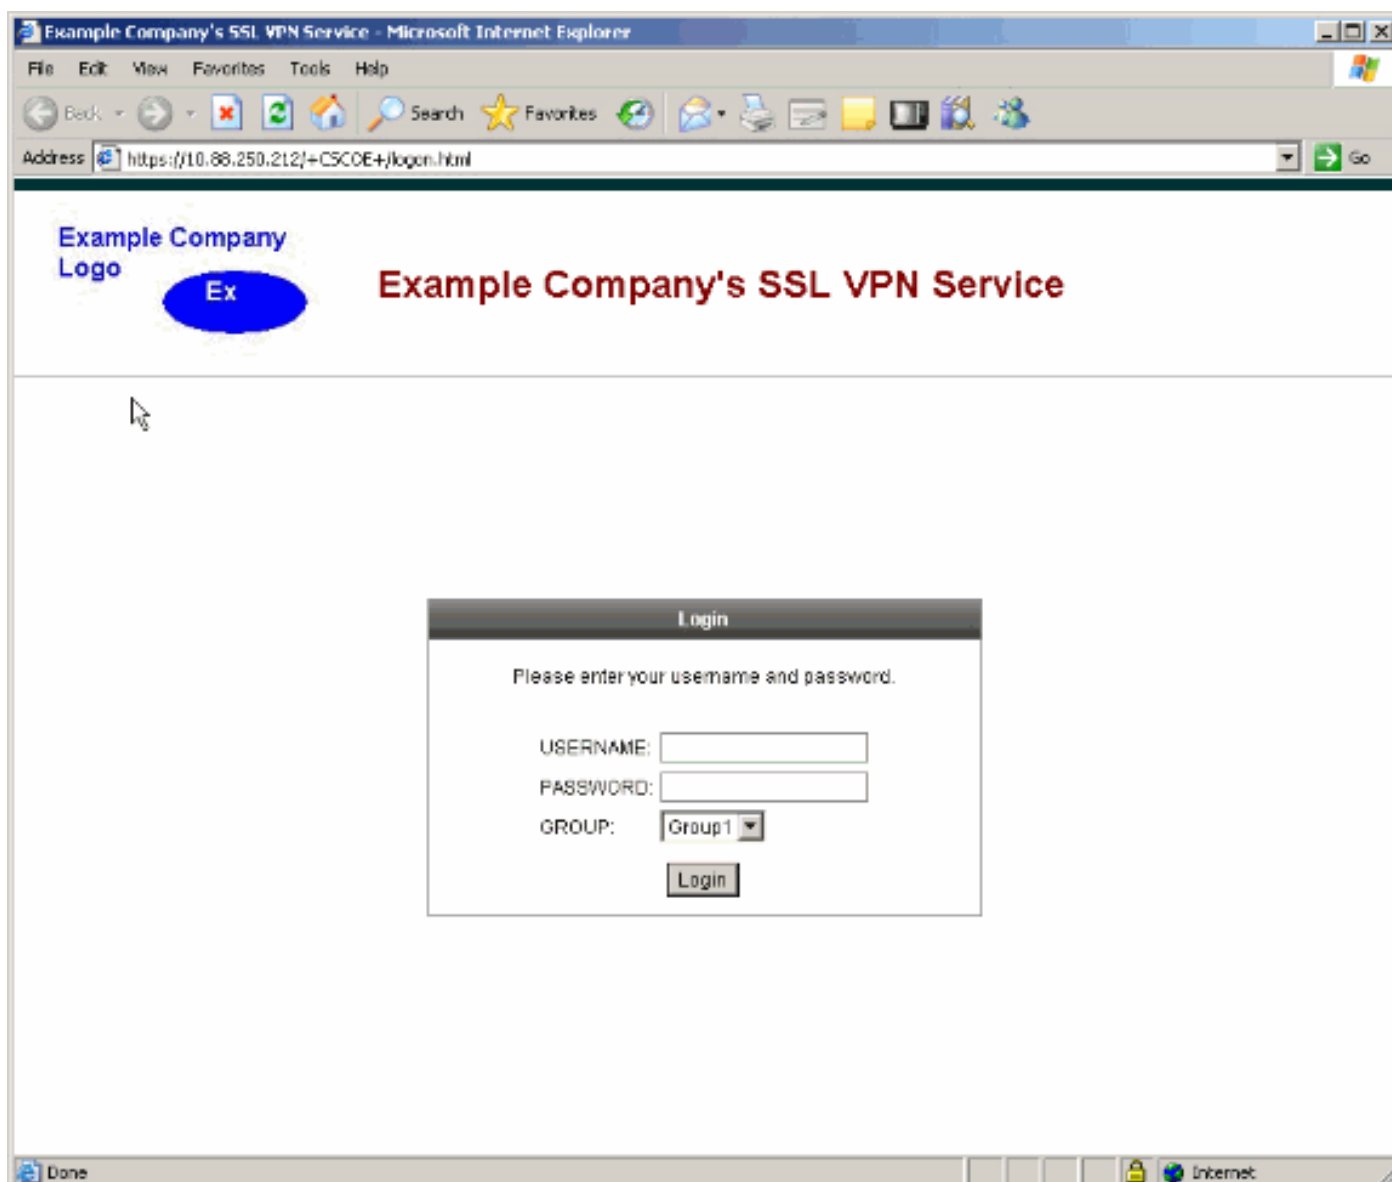 Example Company's SSL VPN Service - Microsoft Internet Explorer
File Edit View Favorites Tools Help
Back Search Favorites
Address https://10.88.250.212/+CSCOE+/logon.html Go
Example Company
Logo
Ex
Example Company's SSL VPN Service
Login
Please enter your username and password.
USERNAME:
PASSWORD:
GROUP: Group1
Login
Done Internet